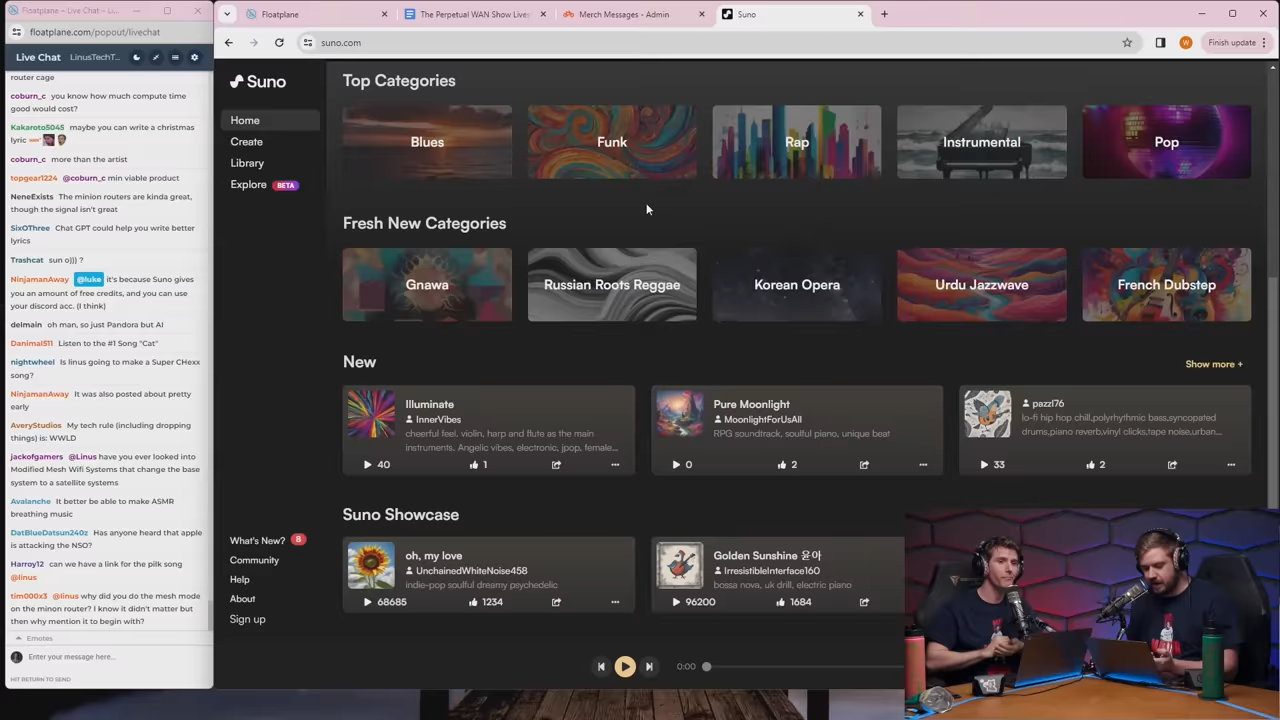 Floatplane – Live Chat – Li...
floatplane.com/popout/livechat
Live Chat LinusTechT...
router cage
coburn_c you know how much compute time
good would cost?
Kakaroto5045 maybe you can write a christmas
lyric
coburn_c more than the artist
topgear1224 @coburn_c min viable product
NeneExists The minion routers are kinda great,
though the signal isn't great
SixOThree Chat GPT could help you write better
lyrics
Trashcat sun o))) ?
NinjamanAway @luke it's because Suno gives
you an amount of free credits, and you can use
your discord acc. (I think)
delmain oh man, so just Pandora but AI
Danimal511 Listen to the #1 Song "Cat"
nightwheel Is linus going to make a Super CHexx
song?
NinjamanAway It was also posted about pretty
early
AveryStudios My tech rule (including dropping
things) is: WWLD
jackofgamers @Linus have you ever looked into
Modified Mesh Wifi Systems that change the base
system to a satellite systems
Avalanche It better be able to make ASMR
breathing music
DatBlueDatsun240z Has anyone heard that apple
is attacking the NSO?
Harroy12 can we have a link for the pilk song
@linus
tim000x3 @linus why did you do the mesh mode
on the minon router? I know it didn't matter but
then why mention it to begin with?
Emotes
Enter your message here...
HIT RETURN TO SEND
Floatplane
The Perpetual WAN Show Lives
Merch Messages - Admin
Suno
suno.com
W
Finish update
Suno
Home
Create
Library
Explore BETA
What's New? 8
Community
Help
About
Sign up
Top Categories
Blues Funk Rap Instrumental Pop
Fresh New Categories
Gnawa Russian Roots Reggae Korean Opera Urdu Jazzwave French Dubstep
New
Show more +
Illuminate
InnerVibes
cheerful feel. violin, harp and flute as the main
instruments. Angelic vibes, electronic, jpop, female...
40 1
Pure Moonlight
MoonlightForUsAll
RPG soundtrack, soulful piano, unique beat
0 2
pazzl76
lo-fi hip hop chill,polyrhythmic bass,syncopated
drums,piano reverb,vinyl clicks,tape noise,urban...
33 2
Suno Showcase
oh, my love
UnchainedWhiteNoise458
indie-pop soulful dreamy psychedelic
68685 1234
Golden Sunshine 윤아
IrresistibleInterface160
bossa nova, uk drill, electric piano
96200 1684
0:00